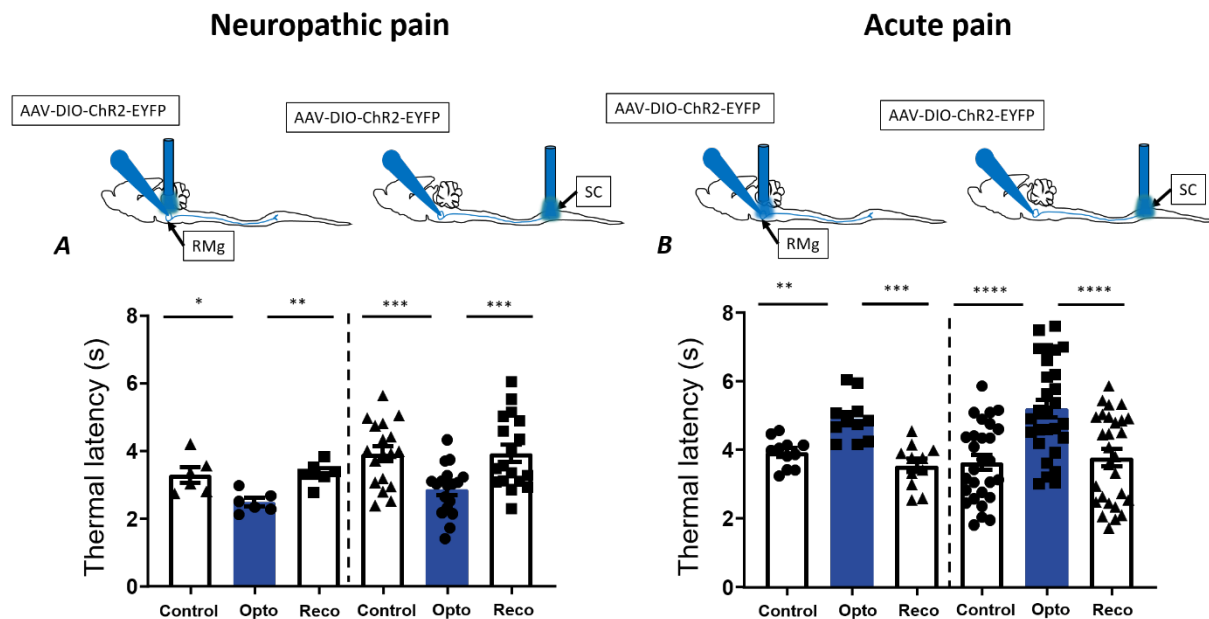 Neuropathic pain
Acute pain
AAV-DIO-ChR2-EYFP
AAV-DIO-ChR2-EYFP
AAV-DIO-ChR2-EYFP
AAV-DIO-ChR2-EYFP
SC
SC
RMg
RMg
A
B
* ** *** ***
** *** **** ****
Thermal latency (s)
8
6
4
2
0
Control Opto Reco Control Opto Reco
Thermal latency (s)
8
6
4
2
0
Control Opto Reco Control Opto Reco